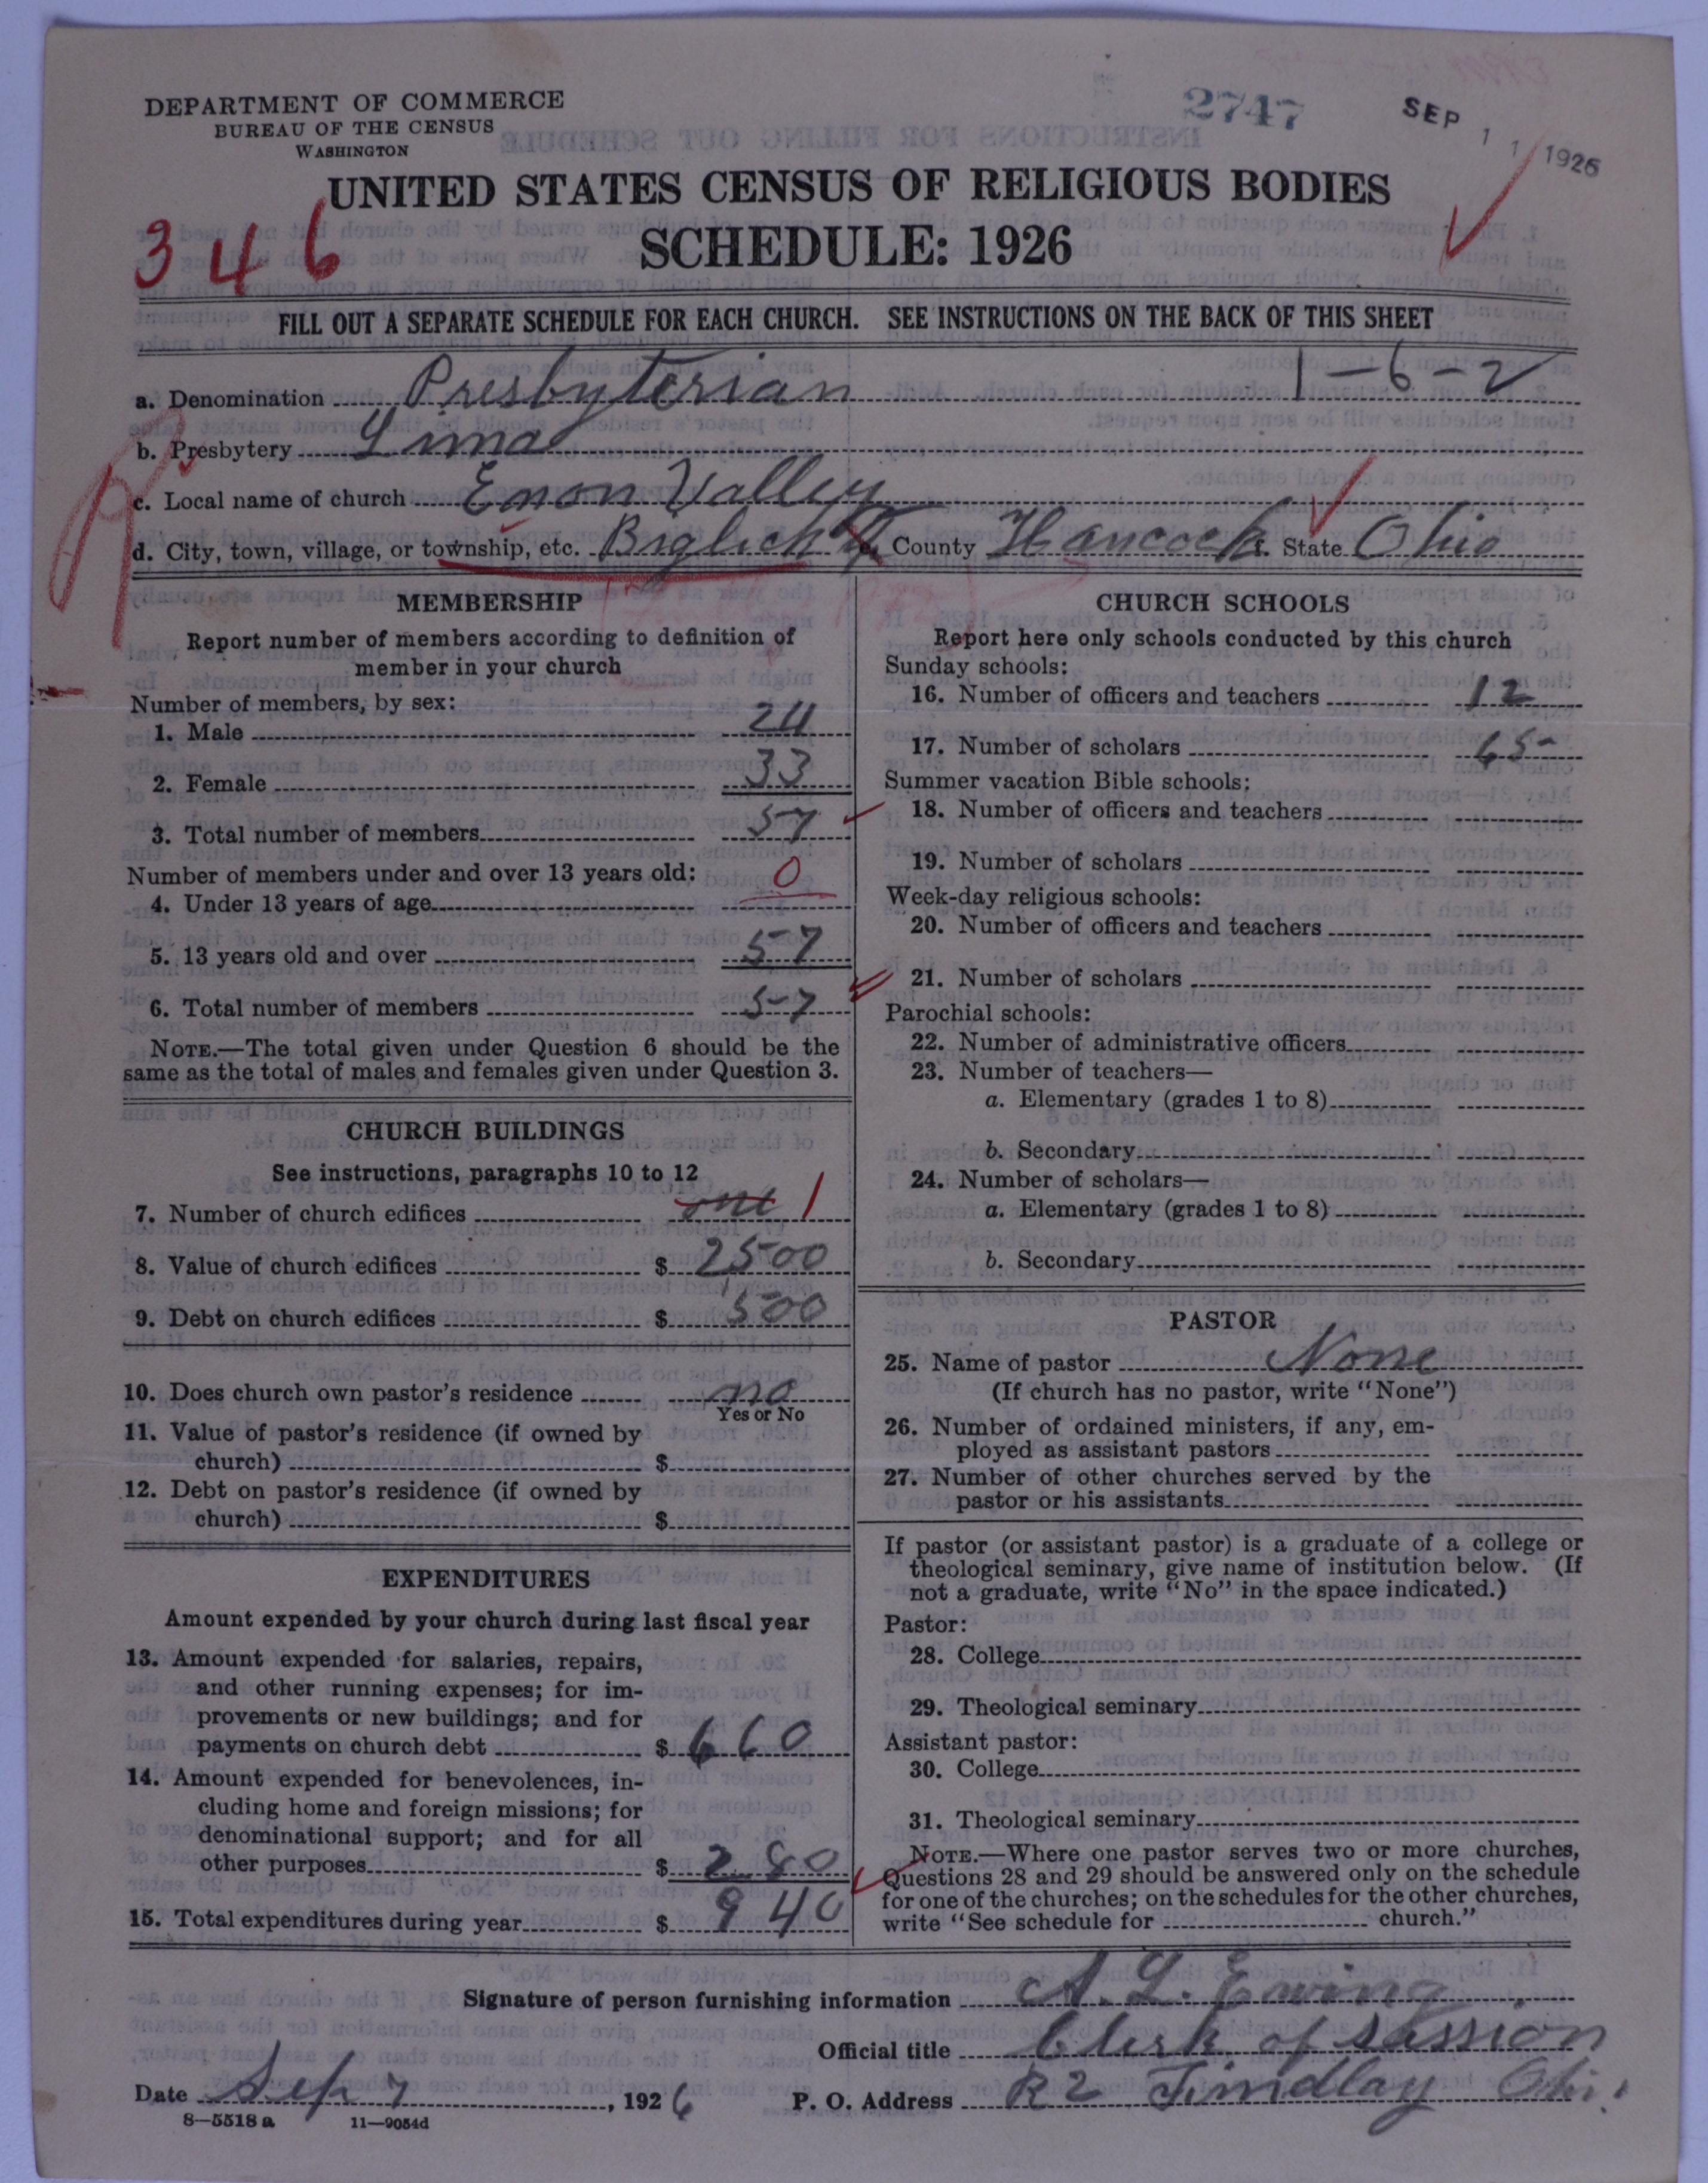 DEPARTMENT OF COMMERCE
BUREAU OF THE CENSUS
WASHINGTON
2747
SEP 11 1926
UNITED STATES CENSUS OF RELIGIOUS BODIES
SCHEDULE: 1926
346
FILL OUT A SEPARATE SCHEDULE FOR EACH CHURCH. SEE INSTRUCTIONS ON THE BACK OF THIS SHEET
a. Denomination Presbyterian 1-6-2
b. Presbytery Lima
c. Local name of church Enon Valley
d. City, town, village, or township, etc. Biglick e. County Hancock f. State Ohio
MEMBERSHIP
Report number of members according to definition of
member in your church
Number of members, by sex:
1. Male 24
2. Female 33
3. Total number of members 57
Number of members under and over 13 years old:
4. Under 13 years of age 0
5. 13 years old and over 57
6. Total number of members 57
NOTE.—The total given under Question 6 should be the
same as the total of males and females given under Question 3.
CHURCH BUILDINGS
See instructions, paragraphs 10 to 12
7. Number of church edifices one 1
8. Value of church edifices $ 2500
9. Debt on church edifices $ 500
10. Does church own pastor's residence no
Yes or No
11. Value of pastor's residence (if owned by
church) $
12. Debt on pastor's residence (if owned by
church) $
EXPENDITURES
Amount expended by your church during last fiscal year
13. Amount expended for salaries, repairs,
and other running expenses; for im-
provements or new buildings; and for
payments on church debt $ 660
14. Amount expended for benevolences, in-
cluding home and foreign missions; for
denominational support; and for all
other purposes $ 280
15. Total expenditures during year $ 940
CHURCH SCHOOLS
Report here only schools conducted by this church
Sunday schools:
16. Number of officers and teachers 12
17. Number of scholars 65
Summer vacation Bible schools:
18. Number of officers and teachers
19. Number of scholars
Week-day religious schools:
20. Number of officers and teachers
21. Number of scholars
Parochial schools:
22. Number of administrative officers
23. Number of teachers—
a. Elementary (grades 1 to 8)
b. Secondary
24. Number of scholars—
a. Elementary (grades 1 to 8)
b. Secondary
PASTOR
25. Name of pastor None
(If church has no pastor, write "None")
26. Number of ordained ministers, if any, em-
ployed as assistant pastors
27. Number of other churches served by the
pastor or his assistants
If pastor (or assistant pastor) is a graduate of a college or
theological seminary, give name of institution below. (If
not a graduate, write "No" in the space indicated.)
Pastor:
28. College
29. Theological seminary
Assistant pastor:
30. College
31. Theological seminary
NOTE.—Where one pastor serves two or more churches,
Questions 28 and 29 should be answered only on the schedule
for one of the churches; on the schedules for the other churches,
write "See schedule for church."
Signature of person furnishing information A. L. Ewing
Official title Clerk of Session
Date Sep 7, 1926 P. O. Address R2 Findlay Ohio
8—5518 a 11—9054d